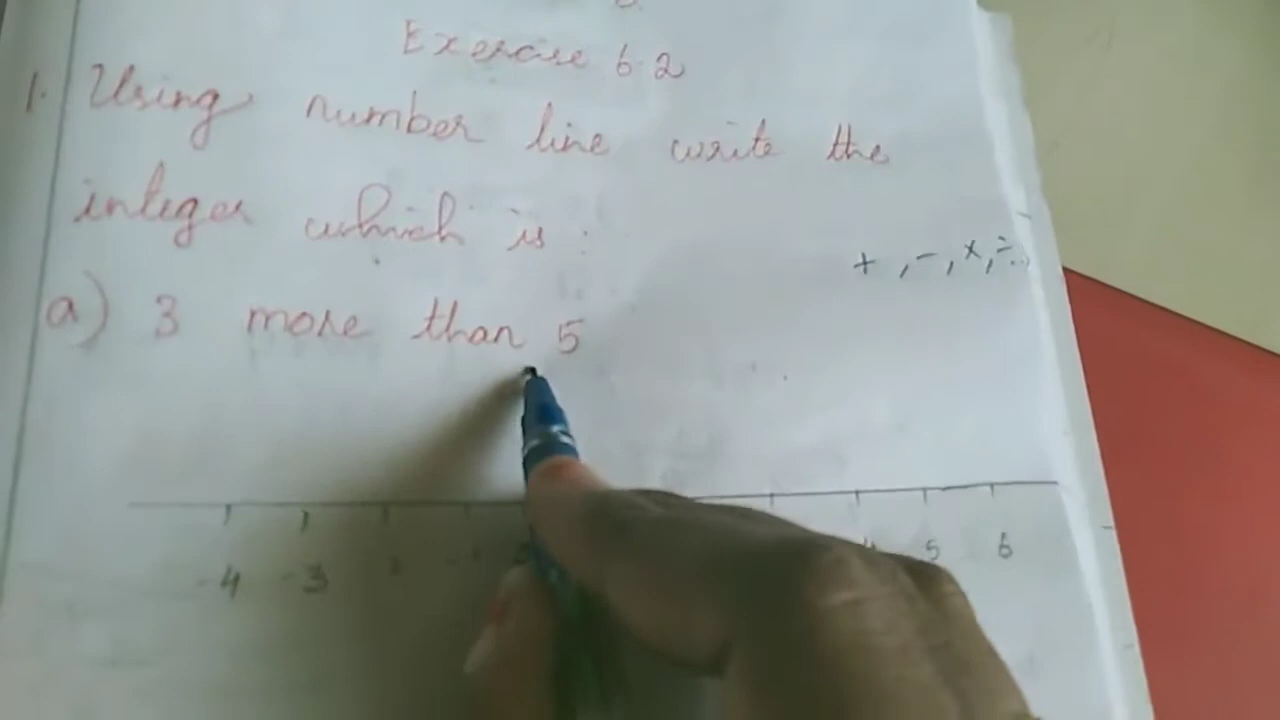 Exercise 6.2
1. Using number line write the
integer which is :
+, -, ×, ÷
a) 3 more than 5
-4 -3 5 6